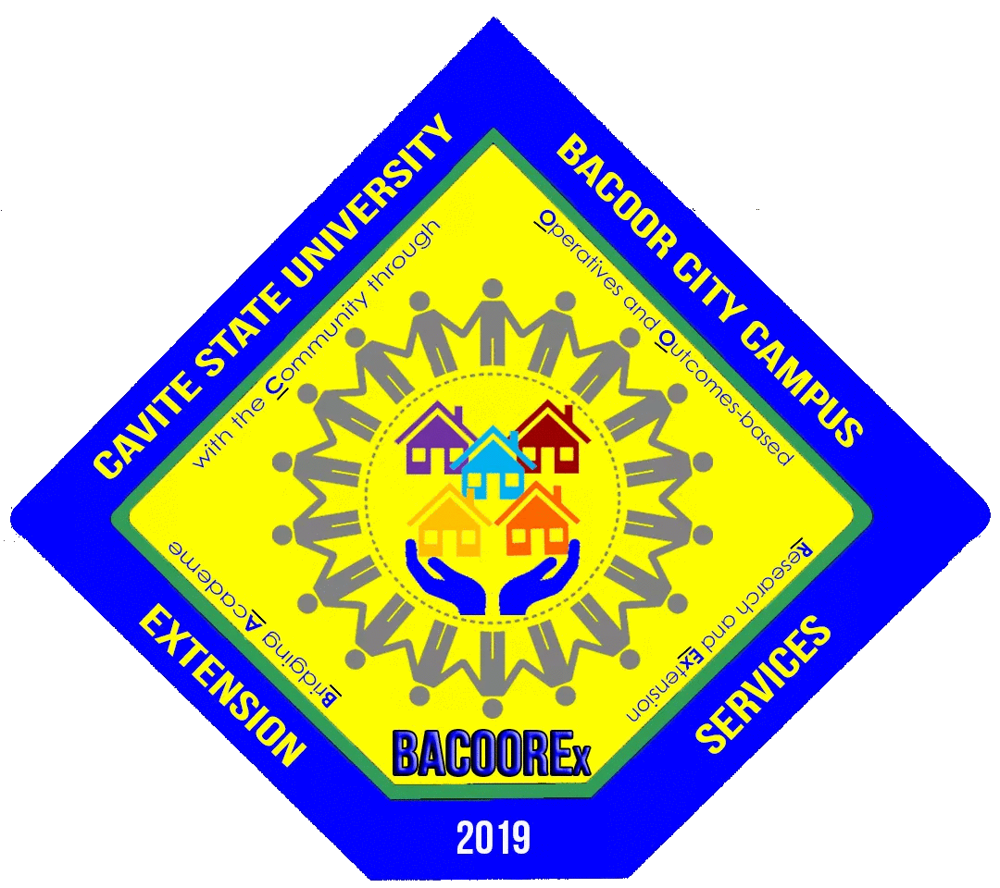 CAVITE STATE UNIVERSITY
BACOOR CITY CAMPUS
Bridging Academe
with the Community through
Operatives and Outcomes-based
Research and Extension
BACOOREx
EXTENSION
SERVICES
2019